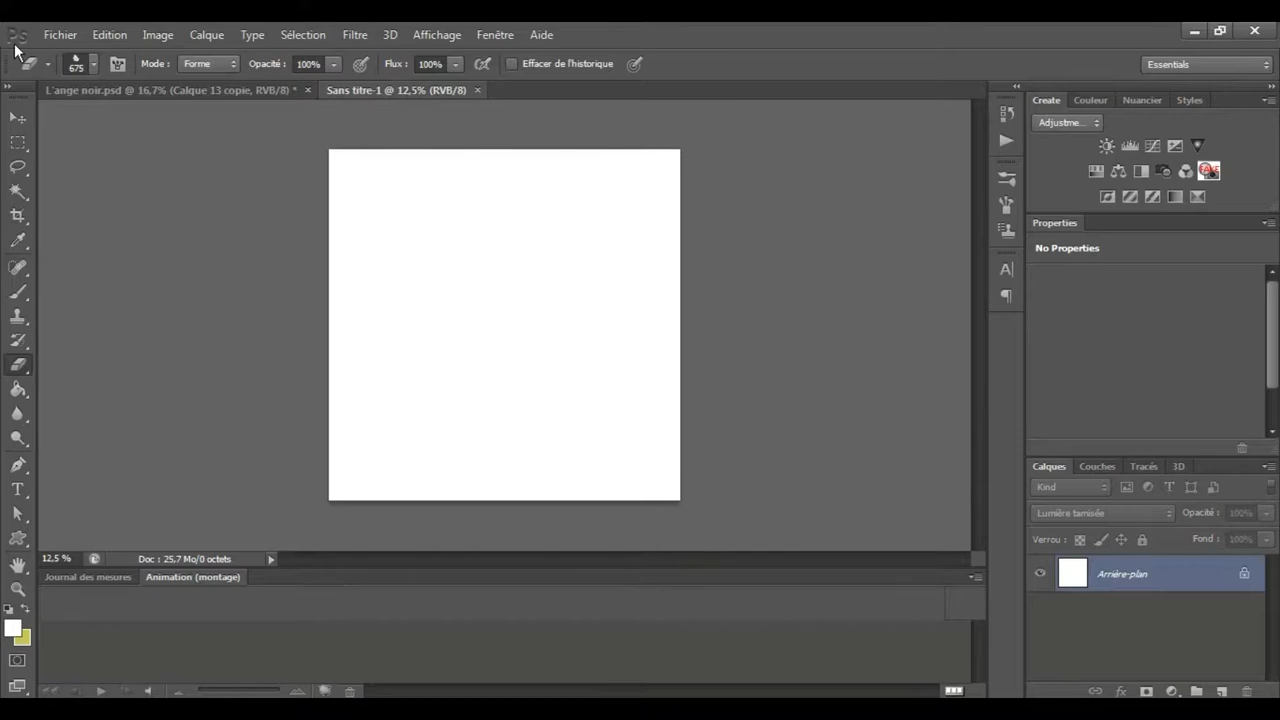 Ps Fichier Edition Image Calque Type Sélection Filtre 3D Affichage Fenêtre Aide
675 Mode : Forme Opacité : 100% Flux : 100% Effacer de l'historique Essentials
L'ange noir.psd @ 16,7% (Calque 13 copie, RVB/8) * × Sans titre-1 @ 12,5% (RVB/8) ×
Create Couleur Nuancier Styles
Adjustme...
Properties
No Properties
Calques Couches Tracés 3D
Kind
Lumière tamisée Opacité : 100%
Verrou : Fond : 100%
Arrière-plan
12,5 % Doc : 25,7 Mo/0 octets
Journal des mesures Animation (montage)